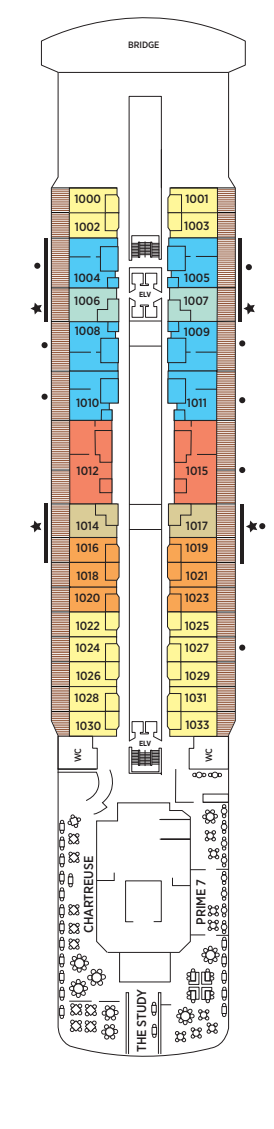 BRIDGE
1000 1001
1002 1003
1004 1005
ELV
1006 1007
1008 1009
1010 1011
1012 1015
1014 1017
1016 1019
1018 1021
1020 1023
1022 1025
1024 1027
1026 1029
1028 1031
1030 1033
ELV
WC WC
CHARTREUSE
PRIME 7
THE STUDY